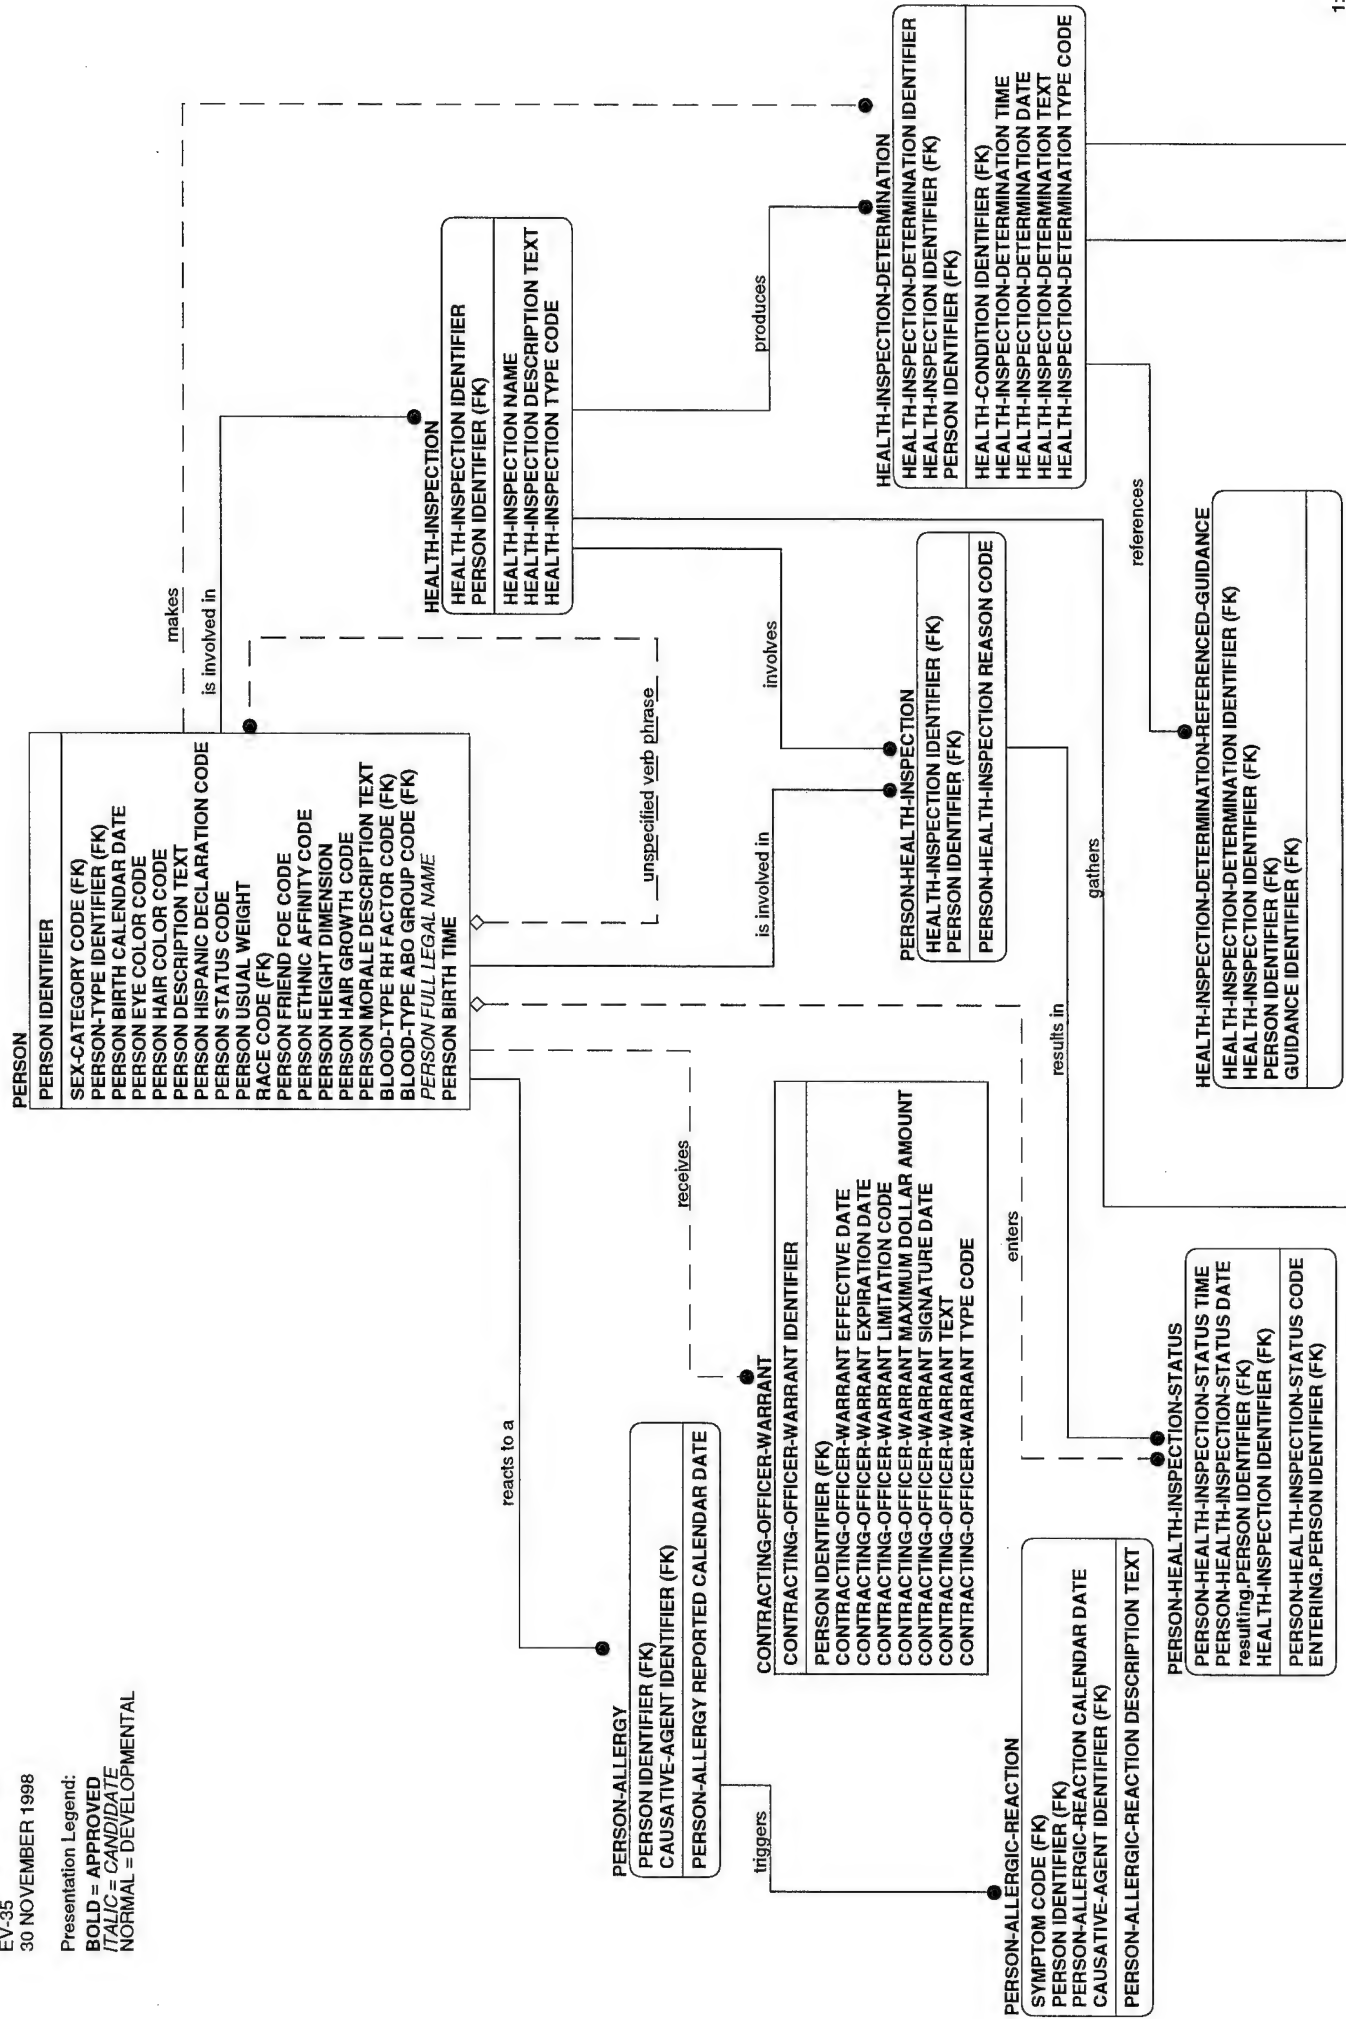 EV-35
30 NOVEMBER 1998
Presentation Legend:
BOLD = APPROVED
ITALIC = CANDIDATE
NORMAL = DEVELOPMENTAL
PERSON
PERSON IDENTIFIER
SEX-CATEGORY CODE (FK)
PERSON-TYPE IDENTIFIER (FK)
PERSON BIRTH CALENDAR DATE
PERSON EYE COLOR CODE
PERSON HAIR COLOR CODE
PERSON DESCRIPTION TEXT
PERSON HISPANIC DECLARATION CODE
PERSON STATUS CODE
PERSON USUAL WEIGHT
RACE CODE (FK)
PERSON FRIEND FOE CODE
PERSON ETHNIC AFFINITY CODE
PERSON HEIGHT DIMENSION
PERSON HAIR GROWTH CODE
PERSON MORALE DESCRIPTION TEXT
BLOOD-TYPE RH FACTOR CODE (FK)
BLOOD-TYPE ABO GROUP CODE (FK)
PERSON FULL LEGAL NAME
PERSON BIRTH TIME
makes
is involved in
unspecified verb phrase
HEALTH-INSPECTION
HEALTH-INSPECTION IDENTIFIER
PERSON IDENTIFIER (FK)
HEALTH-INSPECTION NAME
HEALTH-INSPECTION DESCRIPTION TEXT
HEALTH-INSPECTION TYPE CODE
reacts to a
receives
is involved in
involves
produces
PERSON-ALLERGY
PERSON IDENTIFIER (FK)
CAUSATIVE-AGENT IDENTIFIER (FK)
PERSON-ALLERGY REPORTED CALENDAR DATE
CONTRACTING-OFFICER-WARRANT
CONTRACTING-OFFICER-WARRANT IDENTIFIER
PERSON IDENTIFIER (FK)
CONTRACTING-OFFICER-WARRANT EFFECTIVE DATE
CONTRACTING-OFFICER-WARRANT EXPIRATION DATE
CONTRACTING-OFFICER-WARRANT LIMITATION CODE
CONTRACTING-OFFICER-WARRANT MAXIMUM DOLLAR AMOUNT
CONTRACTING-OFFICER-WARRANT SIGNATURE DATE
CONTRACTING-OFFICER-WARRANT TEXT
CONTRACTING-OFFICER-WARRANT TYPE CODE
PERSON-HEALTH-INSPECTION
HEALTH-INSPECTION IDENTIFIER (FK)
PERSON IDENTIFIER (FK)
PERSON-HEALTH-INSPECTION REASON CODE
HEALTH-INSPECTION-DETERMINATION
HEALTH-INSPECTION-DETERMINATION IDENTIFIER
HEALTH-INSPECTION IDENTIFIER (FK)
PERSON IDENTIFIER (FK)
HEALTH-CONDITION IDENTIFIER (FK)
HEALTH-INSPECTION-DETERMINATION TIME
HEALTH-INSPECTION-DETERMINATION DATE
HEALTH-INSPECTION-DETERMINATION TEXT
HEALTH-INSPECTION-DETERMINATION TYPE CODE
triggers
enters
results in
gathers
references
PERSON-ALLERGIC-REACTION
SYMPTOM CODE (FK)
PERSON IDENTIFIER (FK)
PERSON-ALLERGIC-REACTION CALENDAR DATE
CAUSATIVE-AGENT IDENTIFIER (FK)
PERSON-ALLERGIC-REACTION DESCRIPTION TEXT
PERSON-HEALTH-INSPECTION-STATUS
PERSON-HEALTH-INSPECTION-STATUS TIME
PERSON-HEALTH-INSPECTION-STATUS DATE
resulting.PERSON IDENTIFIER (FK)
HEALTH-INSPECTION IDENTIFIER (FK)
PERSON-HEALTH-INSPECTION-STATUS CODE
ENTERING.PERSON IDENTIFIER (FK)
HEALTH-INSPECTION-DETERMINATION-REFERENCED-GUIDANCE
HEALTH-INSPECTION-DETERMINATION IDENTIFIER (FK)
HEALTH-INSPECTION IDENTIFIER (FK)
PERSON IDENTIFIER (FK)
GUIDANCE IDENTIFIER (FK)